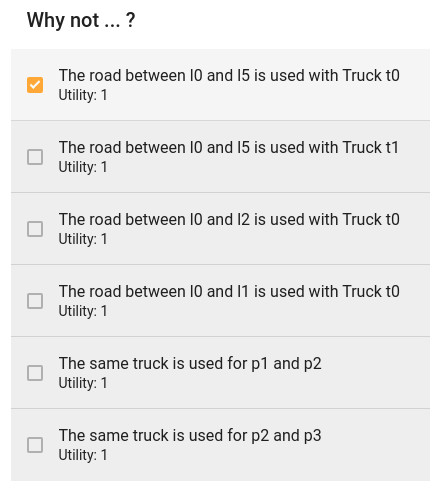 Why not ... ?
The road between l0 and l5 is used with Truck t0
Utility: 1
The road between l0 and l5 is used with Truck t1
Utility: 1
The road between l0 and l2 is used with Truck t0
Utility: 1
The road between l0 and l1 is used with Truck t0
Utility: 1
The same truck is used for p1 and p2
Utility: 1
The same truck is used for p2 and p3
Utility: 1